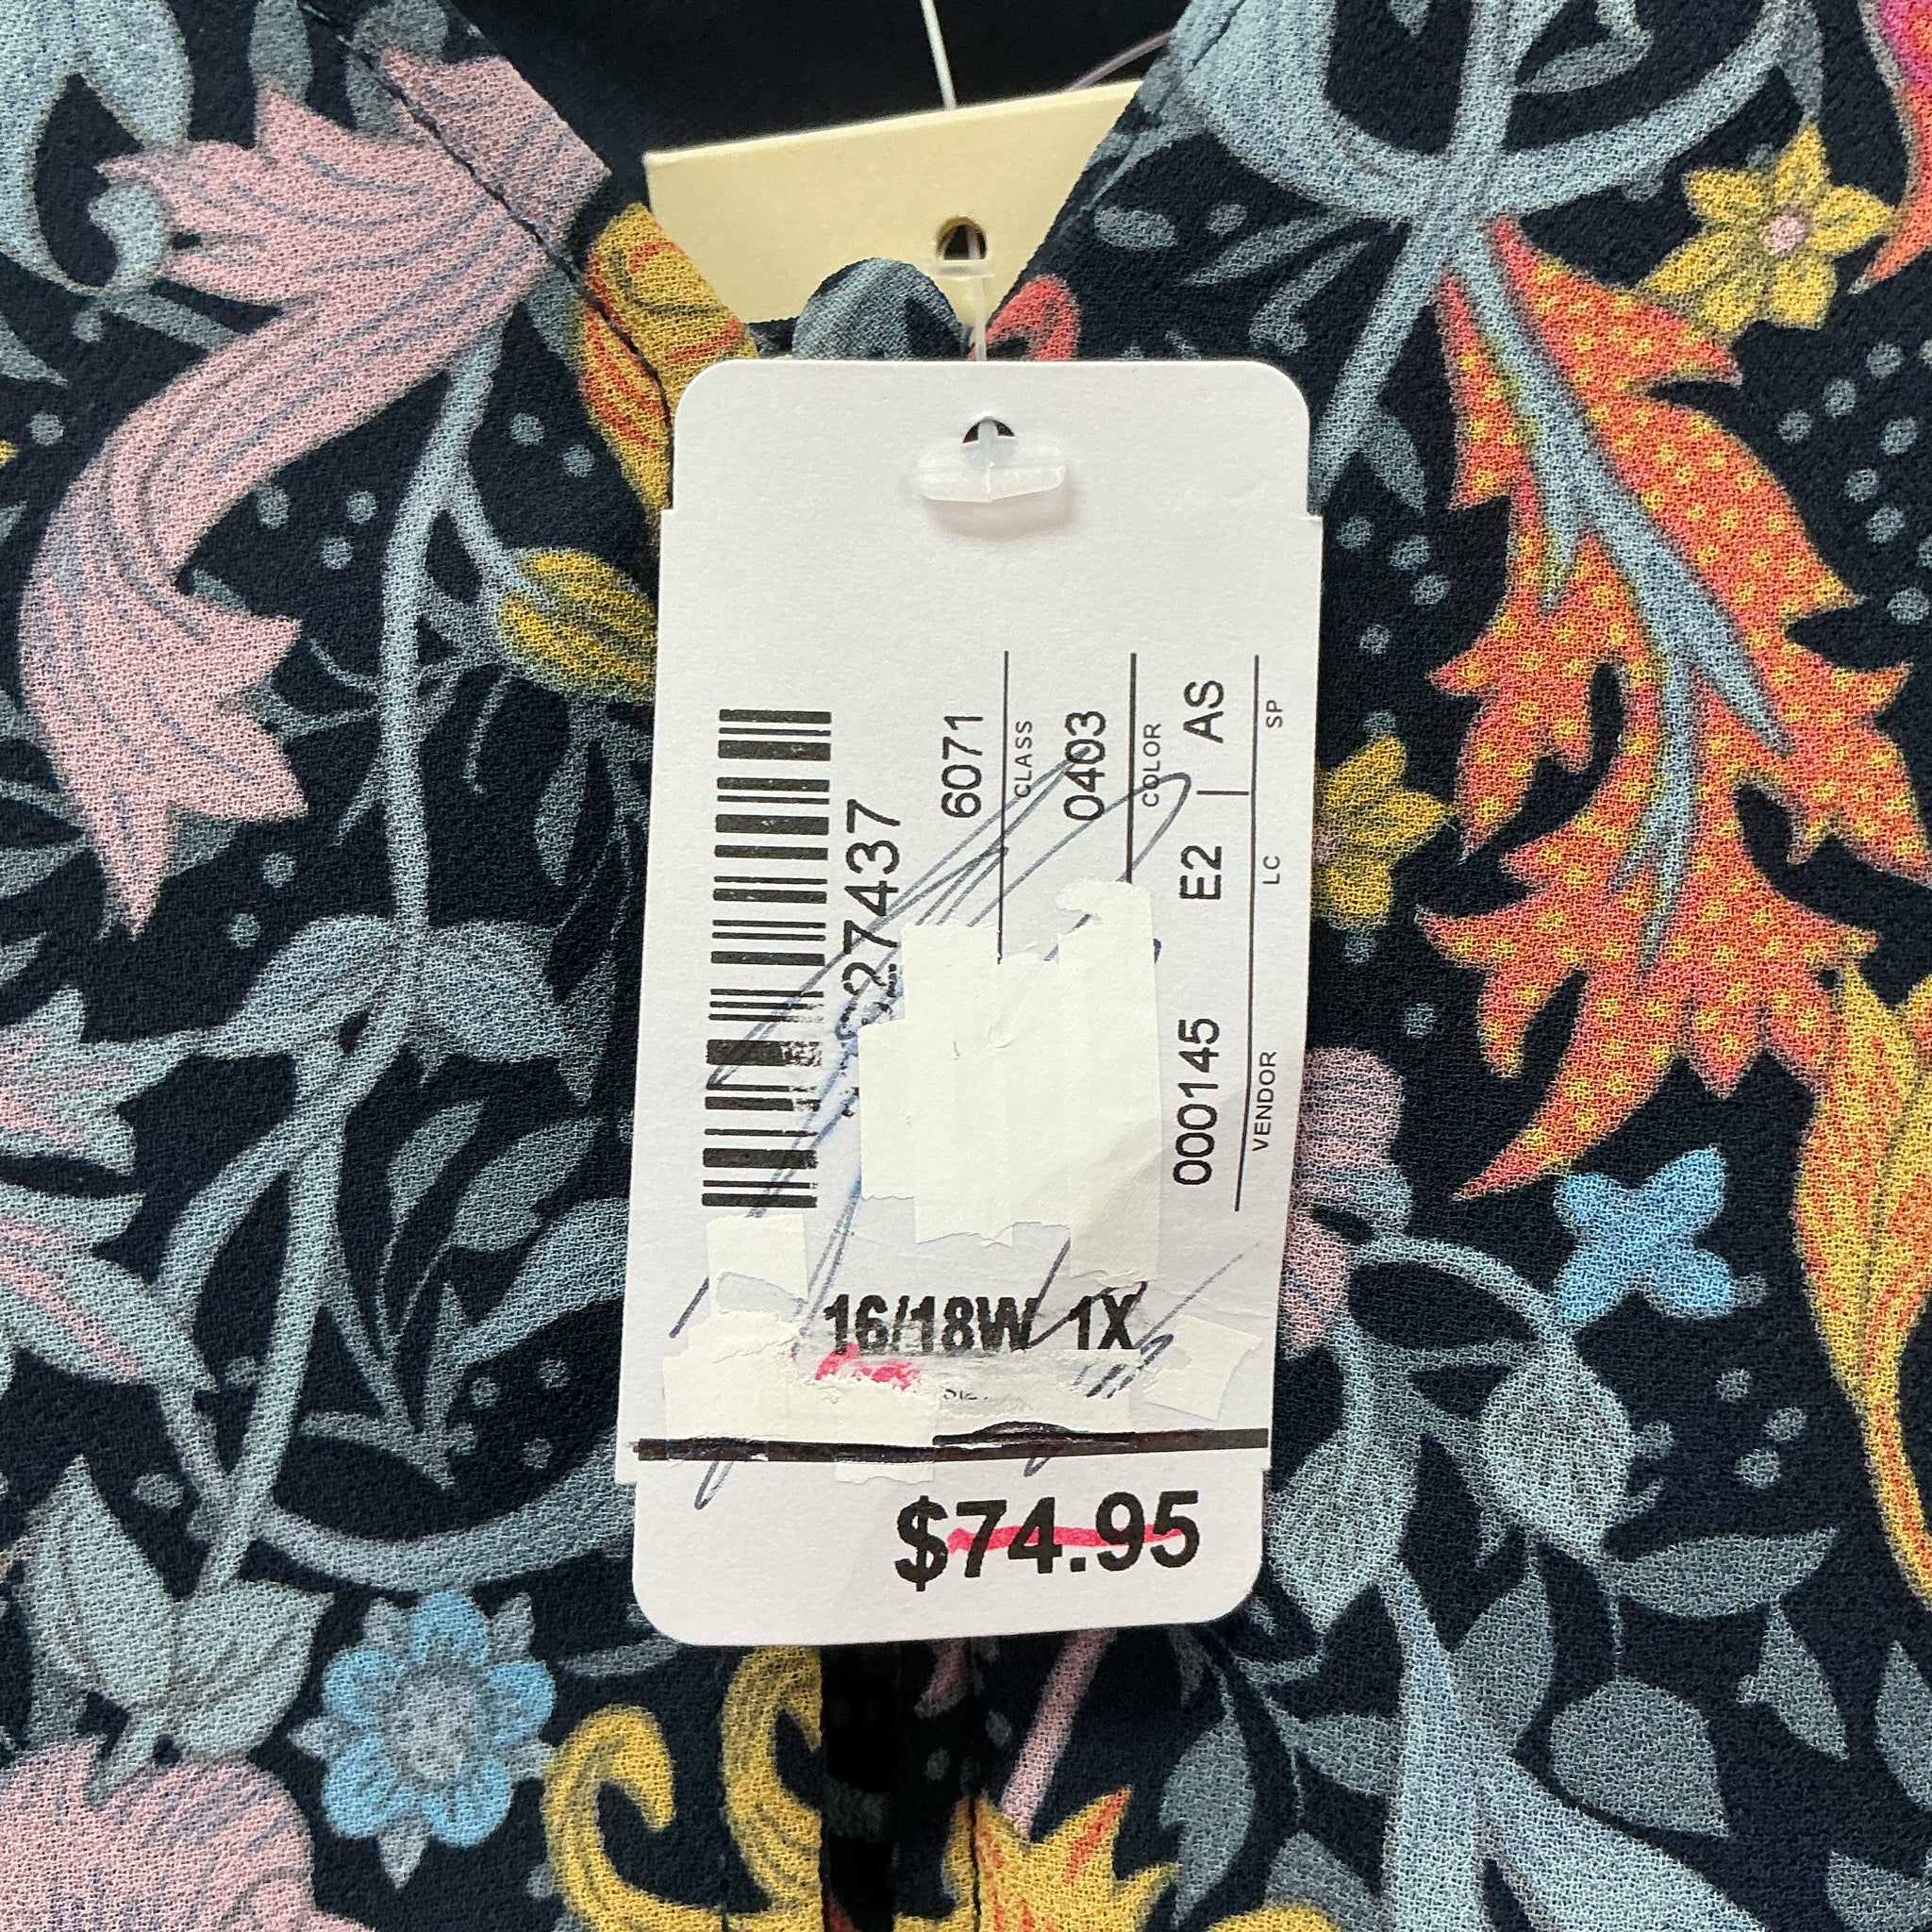 27437
6071
CLASS
0403
COLOR
000145 E2 AS
VENDOR LC SP
16/18W 1X
$74.95